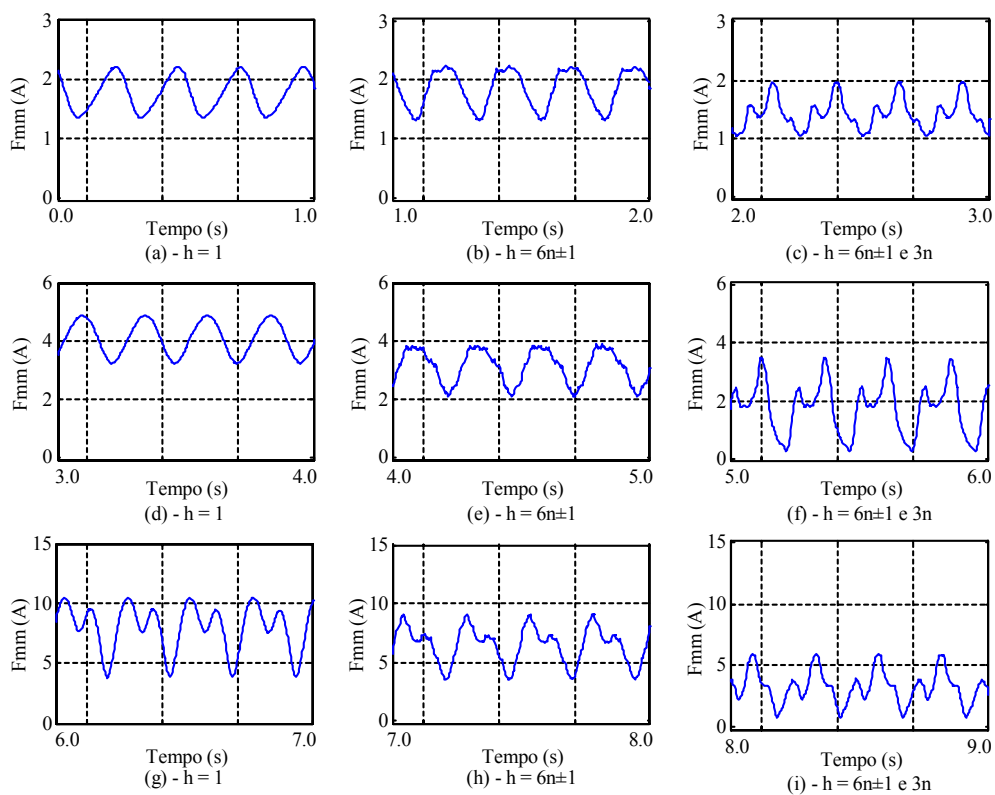 3
2
1
0
Fmm (A)
0.0 1.0
Tempo (s)
(a) - h = 1
3
2
1
0
Fmm (A)
1.0 2.0
Tempo (s)
(b) - h = 6n±1
3
2
1
0
Fmm (A)
2.0 3.0
Tempo (s)
(c) - h = 6n±1 e 3n
6
4
2
0
Fmm (A)
3.0 4.0
Tempo (s)
(d) - h = 1
6
4
2
0
Fmm (A)
4.0 5.0
Tempo (s)
(e) - h = 6n±1
6
4
2
0
Fmm (A)
5.0 6.0
Tempo (s)
(f) - h = 6n±1 e 3n
15
10
5
0
Fmm (A)
6.0 7.0
Tempo (s)
(g) - h = 1
15
10
5
0
Fmm (A)
7.0 8.0
Tempo (s)
(h) - h = 6n±1
15
10
5
0
Fmm (A)
8.0 9.0
Tempo (s)
(i) - h = 6n±1 e 3n